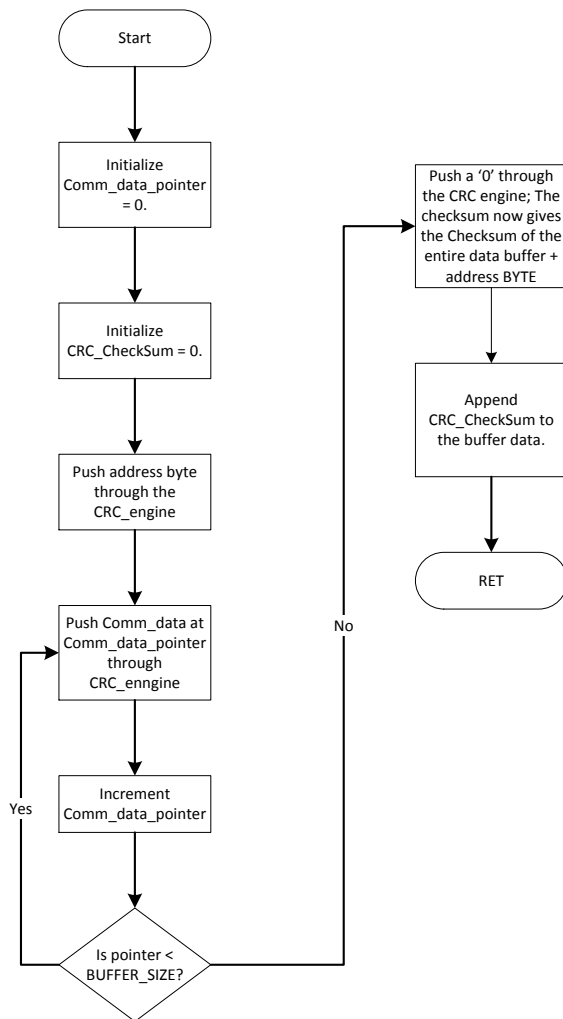 Start
Initialize
Comm_data_pointer
= 0.
Initialize
CRC_CheckSum = 0.
Push address byte
through the
CRC_engine
Push Comm_data at
Comm_data_pointer
through
CRC_enngine
Increment
Comm_data_pointer
Is pointer <
BUFFER_SIZE?
Yes
No
Push a ‘0’ through
the CRC engine; The
checksum now gives
the Checksum of the
entire data buffer +
address BYTE
Append
CRC_CheckSum to
the buffer data.
RET